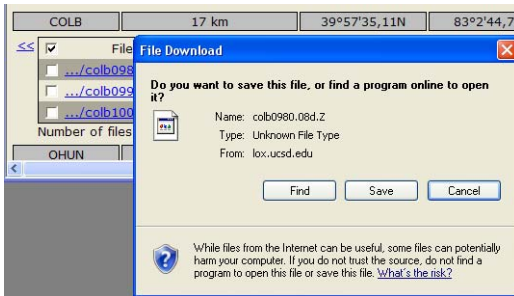 COLB 17 km 39º57'35,11N 83º2'44,7
<< File
.../colb098
.../colb099
.../colb100
Number of files
OHUN
File Download
Do you want to save this file, or find a program online to open
it?
Name: colb0980.08d.Z
Type: Unknown File Type
From: lox.ucsd.edu
Find Save Cancel
While files from the Internet can be useful, some files can potentially
harm your computer. If you do not trust the source, do not find a
program to open this file or save this file. What's the risk?